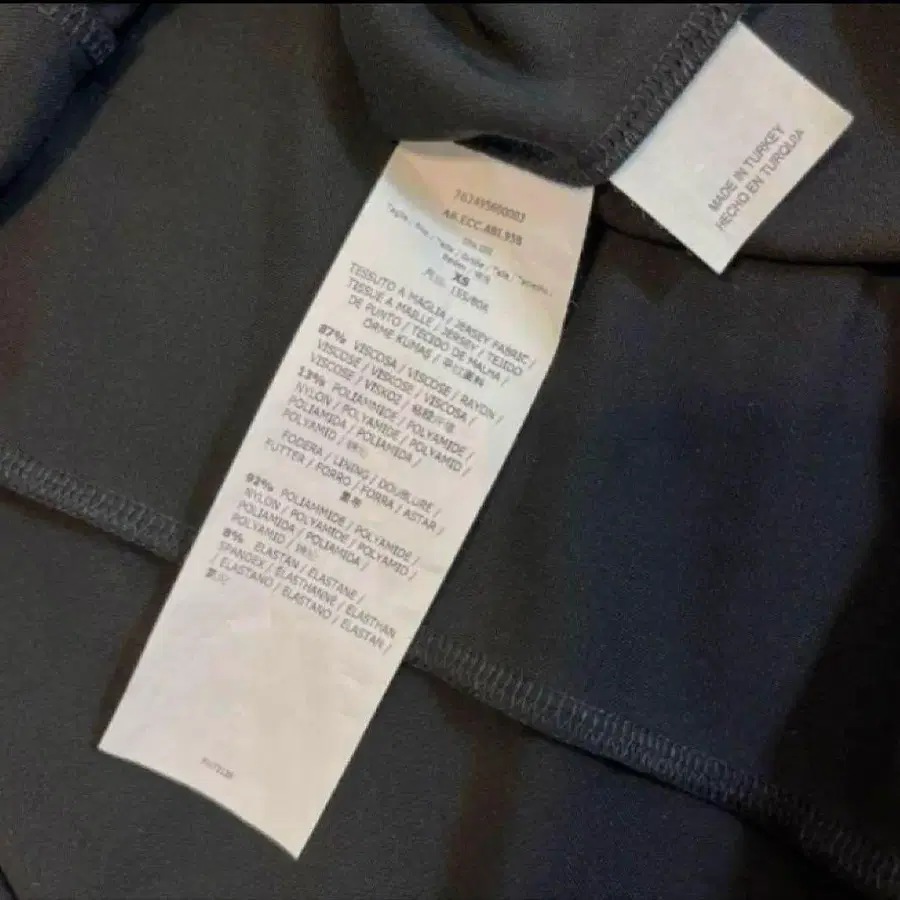 XS
TESSUTO A MAGLIA / JERSEY FABRIC /
TISSUE A MAILLE / JERSEY / TEJIDO
DE PUNTO / TECIDO DE MALHA /
ÖRME KUMAS /
87% VISCOSA / VISCOSE / RAYON /
VISCOSE / VISKOSE / VISCOSA /
VISCOSE / VISKOZ /
13% POLIAMMIDE / POLYAMIDE /
NYLON / POLYAMIDE / POLYAMID /
POLIAMIDA / POLIAMIDA /
POLYAMID /
FODERA / LINING / DOUBLURE /
FUTTER / FORRO / FORRA / ASTAR /
92% POLIAMMIDE / POLYAMIDE /
NYLON / POLYAMIDE / POLYAMID /
POLIAMIDA / POLIAMIDA /
POLYAMID /
8% ELASTAN / ELASTANE /
SPANDEX / ELASTHANNE / ELASTHAN
/ ELASTANO / ELASTANO / ELASTAN /
MADE IN TURKEY
HECHO EN TURQUIA